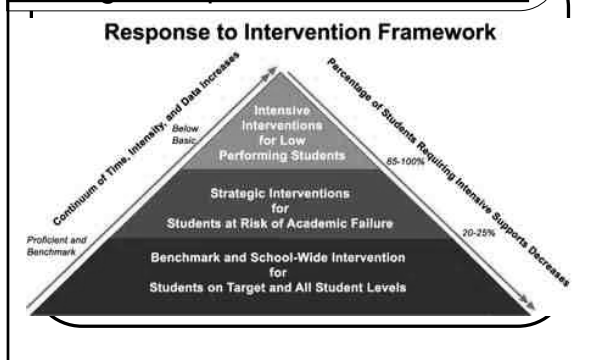 Response to Intervention Framework
Continuum of Time, Intensity, and Data Increases
Percentage of Students Requiring Intensive Supports Decreases
Below
Basic
Intensive
Interventions
for Low
Performing Students
85-100%
Strategic Interventions
for
Students at Risk of Academic Failure
20-25%
Proficient and
Benchmark
Benchmark and School-Wide Intervention
for
Students on Target and All Student Levels